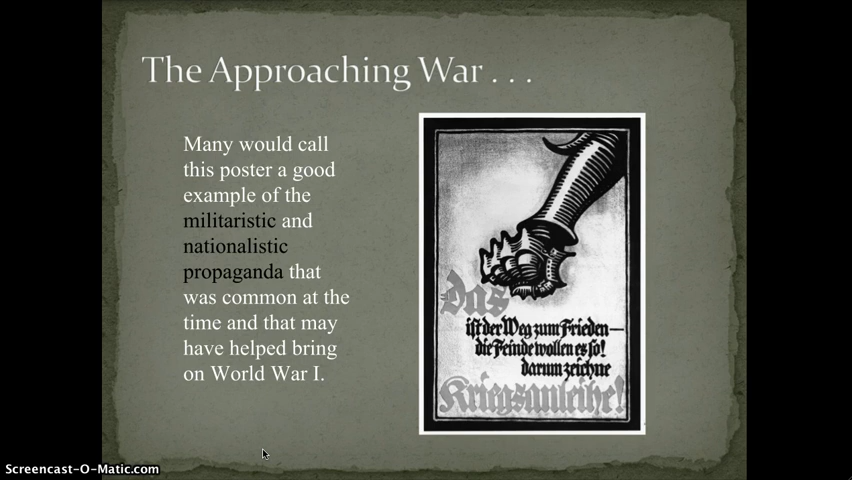 The Approaching War . . .
Many would call
this poster a good
example of the
militaristic and
nationalistic
propaganda that
was common at the
time and that may
have helped bring
on World War I.
Das
ist der Weg zum Frieden—
die Feinde wollen es so!
darum zeichne
Kriegsanleihe!
Screencast-O-Matic.com